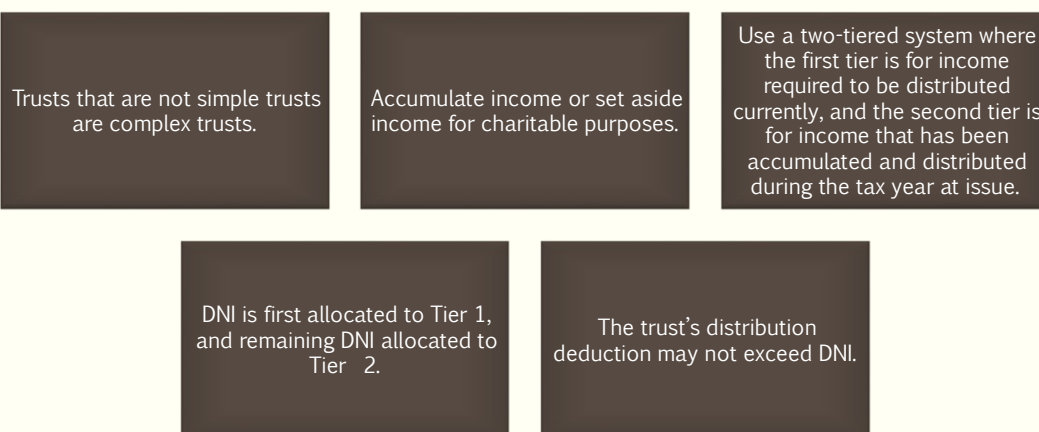 Trusts that are not simple trusts
are complex trusts.
Accumulate income or set aside
income for charitable purposes.
Use a two-tiered system where
the first tier is for income
required to be distributed
currently, and the second tier is
for income that has been
accumulated and distributed
during the tax year at issue.
DNI is first allocated to Tier 1,
and remaining DNI allocated to
Tier 2.
The trust’s distribution
deduction may not exceed DNI.